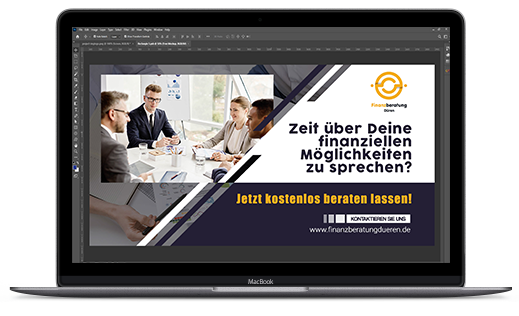 Finanzberatung
Düren
Zeit über Deine
finanziellen
Möglichkeiten
zu sprechen?
Jetzt kostenlos beraten lassen!
KONTAKTIEREN SIE UNS
www.finanzberatungdueren.de
MacBook